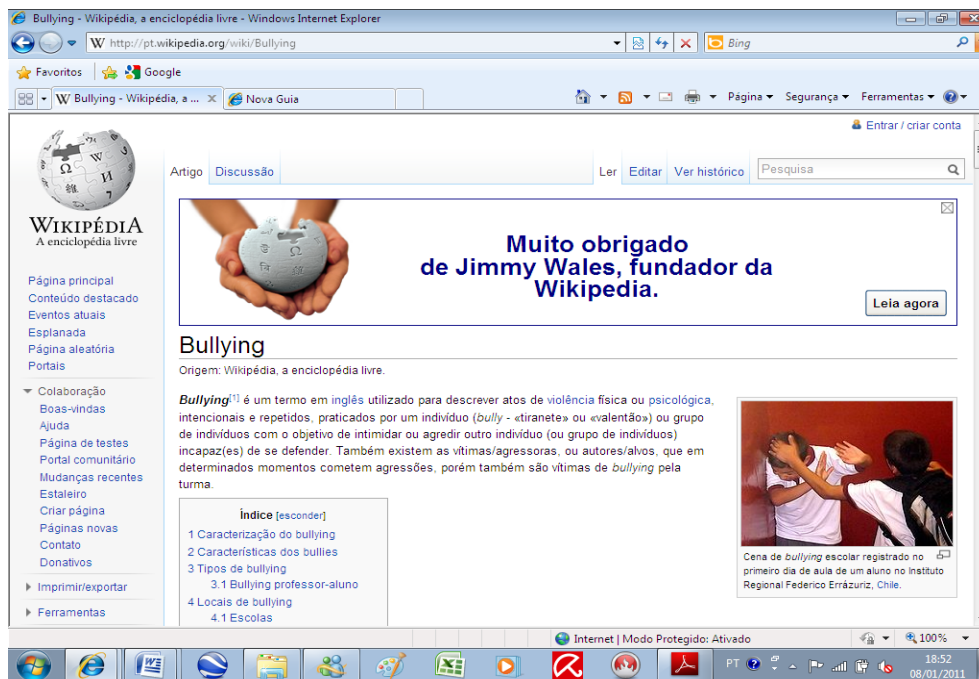 Bullying - Wikipédia, a enciclopédia livre - Windows Internet Explorer
W http://pt.wikipedia.org/wiki/Bullying
Bing
Favoritos Google
W Bullying - Wikipédia, a ... Nova Guia Página Segurança Ferramentas
Entrar / criar conta
Artigo Discussão Ler Editar Ver histórico Pesquisa
WIKIPÉDIA
A enciclopédia livre
Página principal
Conteúdo destacado
Eventos atuais
Esplanada
Página aleatória
Portais
Colaboração
Boas-vindas
Ajuda
Página de testes
Portal comunitário
Mudanças recentes
Estaleiro
Criar página
Páginas novas
Contato
Donativos
Imprimir/exportar
Ferramentas
Muito obrigado
de Jimmy Wales, fundador da
Wikipedia.
Leia agora
Bullying
Origem: Wikipédia, a enciclopédia livre.
Bullying[1] é um termo em inglês utilizado para descrever atos de violência física ou psicológica,
intencionais e repetidos, praticados por um indivíduo (bully - «tiranete» ou «valentão») ou grupo
de indivíduos com o objetivo de intimidar ou agredir outro indivíduo (ou grupo de indivíduos)
incapaz(es) de se defender. Também existem as vítimas/agressoras, ou autores/alvos, que em
determinados momentos cometem agressões, porém também são vítimas de bullying pela
turma.
Índice [esconder]
1 Caracterização do bullying
2 Características dos bullies
3 Tipos de bullying
3.1 Bullying professor-aluno
4 Locais de bullying
4.1 Escolas
Cena de bullying escolar registrado no
primeiro dia de aula de um aluno no Instituto
Regional Federico Errázuriz, Chile.
Internet | Modo Protegido: Ativado 100%
PT 18:52
08/01/2011